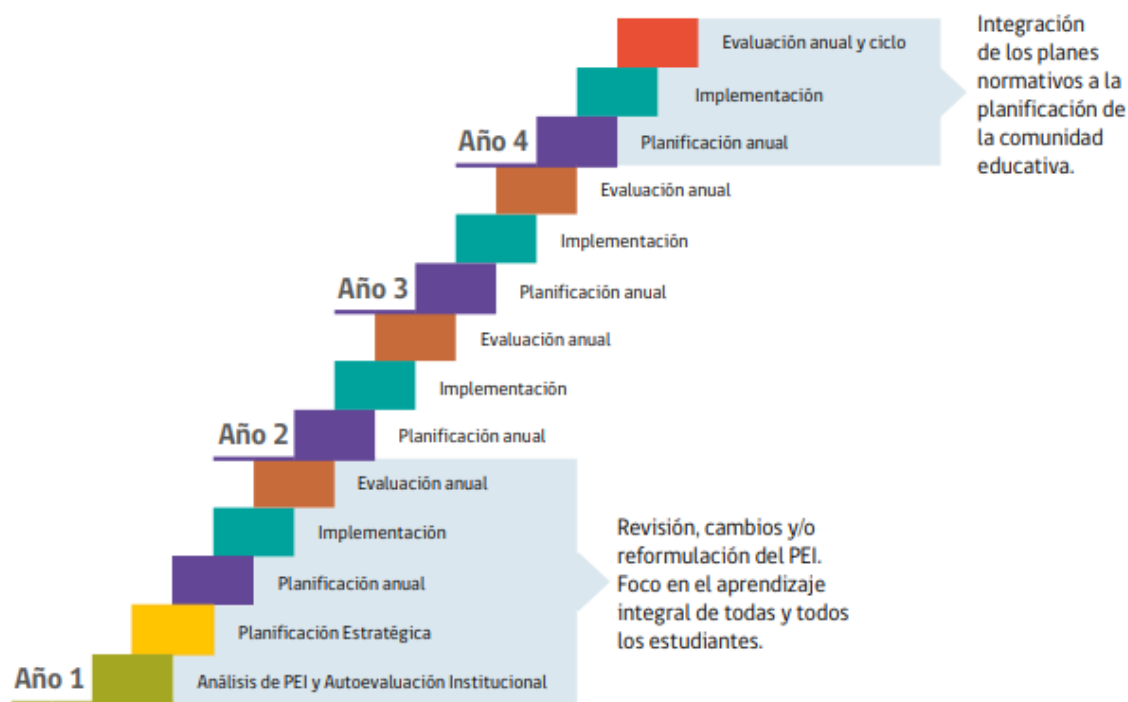 Evaluación anual y ciclo
Implementación
Año 4
Planificación anual
Integración
de los planes
normativos a la
planificación de
la comunidad
educativa.
Evaluación anual
Implementación
Año 3
Planificación anual
Evaluación anual
Implementación
Año 2
Planificación anual
Evaluación anual
Implementación
Planificación anual
Planificación Estratégica
Año 1
Análisis de PEI y Autoevaluación Institucional
Revisión, cambios y/o
reformulación del PEI.
Foco en el aprendizaje
integral de todas y todos
los estudiantes.